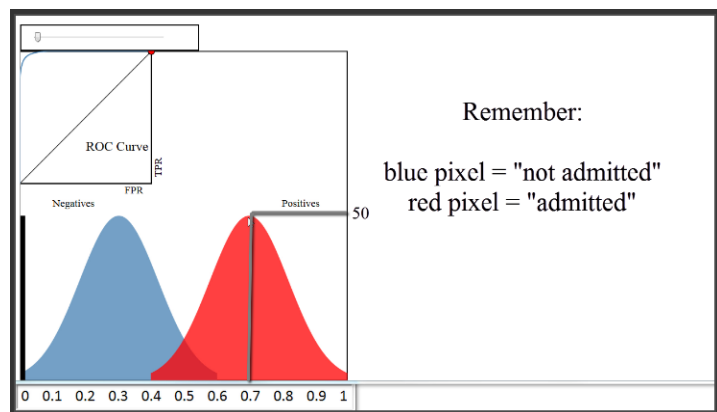 ROC Curve
TPR
FPR
Negatives
Positives
50
0 0.1 0.2 0.3 0.4 0.5 0.6 0.7 0.8 0.9 1
Remember:
blue pixel = "not admitted"
red pixel = "admitted"